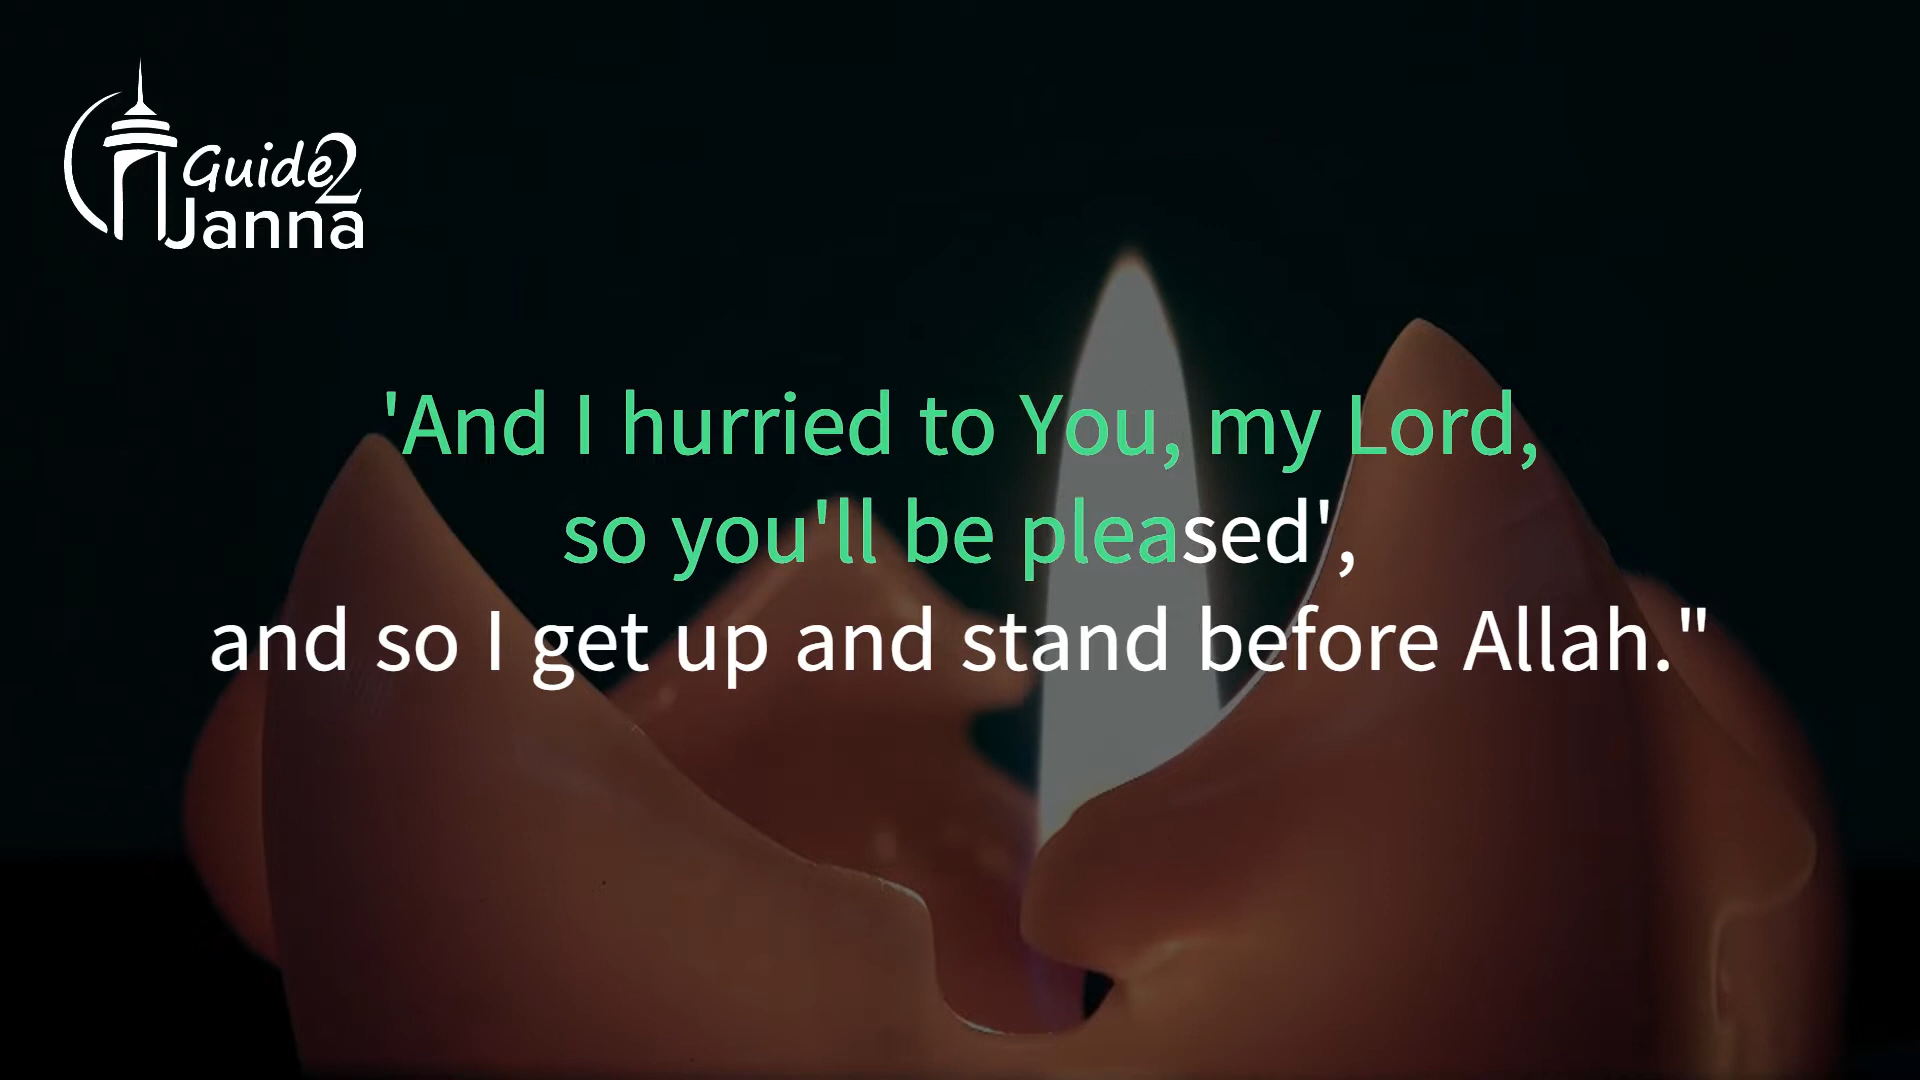 Guide2
Janna
'And I hurried to You, my Lord,
so you'll be pleased',
and so I get up and stand before Allah."